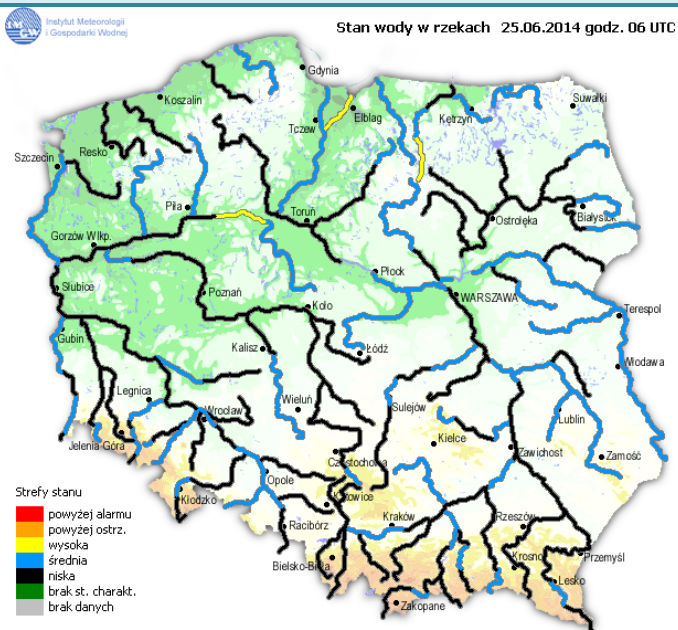 Instytut Meteorologii
i Gospodarki Wodnej
Stan wody w rzekach 25.06.2014 godz. 06 UTC
Gdynia
Koszalin
Suwałki
Elbląg
Kętrzyn
Tczew
Resko
Szczecin
Piła
Toruń
Ostrołęka
Białystok
Gorzów Wlkp.
Płock
Słubice
Poznań
WARSZAWA
Koło
Terespol
Gubin
Kalisz
Łódź
Włodawa
Legnica
Wieluń
Sulejów
Wrocław
Lublin
Jelenia Góra
Kielce
Zawichost
Zamość
Częstochowa
Opole
Kłodzko
Katowice
Racibórz
Kraków
Rzeszów
Bielsko-Biała
Krosno
Przemyśl
Lesko
Zakopane
Strefy stanu
powyżej alarmu
powyżej ostrz.
wysoka
średnia
niska
brak st. charakt.
brak danych